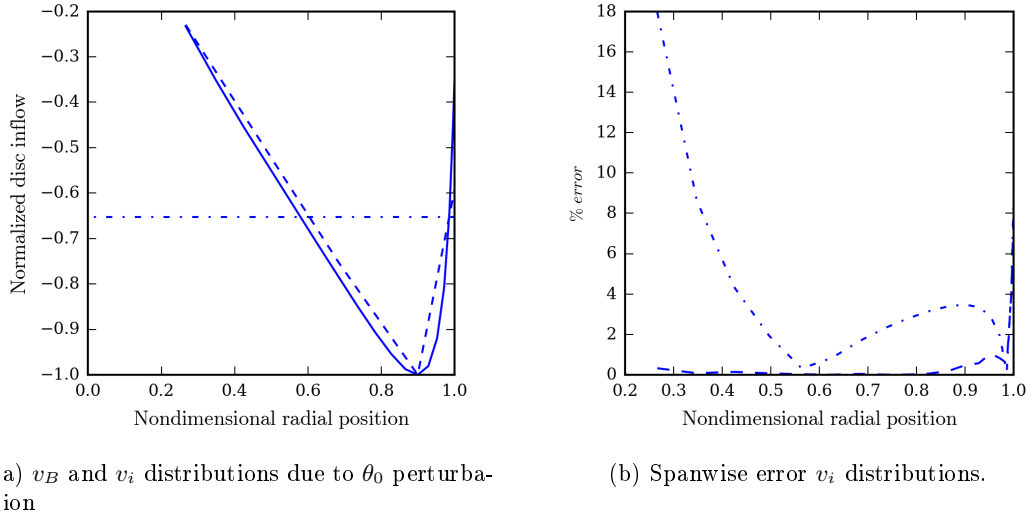 −0.2
−0.3
−0.4
−0.5
−0.6
−0.7
−0.8
−0.9
−1.0
0.0 0.2 0.4 0.6 0.8 1.0
Normalized disc inflow
Nondimensional radial position
18
16
14
12
10
8
6
4
2
0
0.2 0.3 0.4 0.5 0.6 0.7 0.8 0.9 1.0
% error
Nondimensional radial position
a) v_B and v_i distributions due to θ_0 perturba-
ion
(b) Spanwise error v_i distributions.